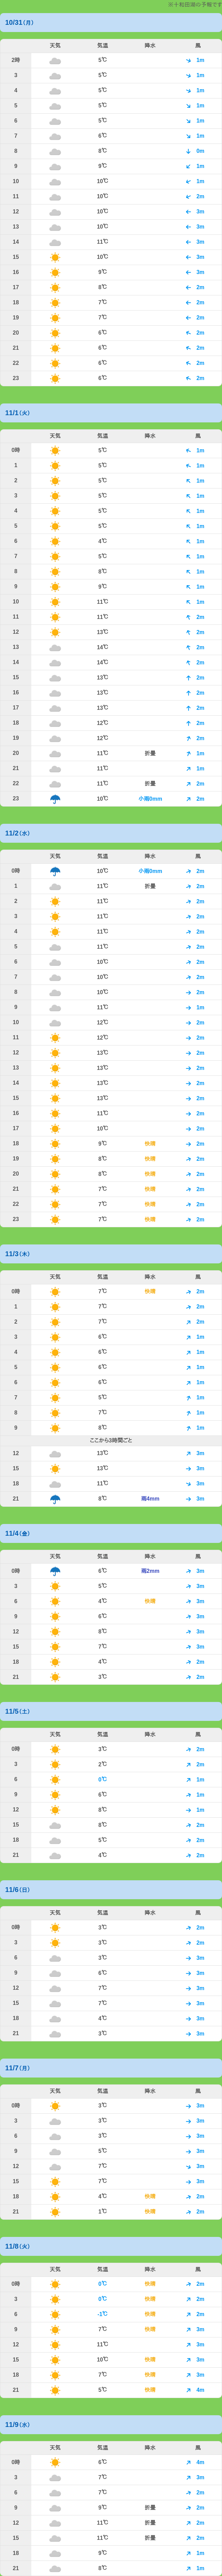 ※十和田湖の予報です
10/31(月)
天気 気温 降水 風
2時 5℃ 1m
3 5℃ 1m
4 5℃ 1m
5 5℃ 1m
6 5℃ 1m
7 6℃ 1m
8 8℃ 0m
9 9℃ 1m
10 10℃ 1m
11 10℃ 2m
12 10℃ 3m
13 10℃ 3m
14 11℃ 3m
15 10℃ 3m
16 9℃ 3m
17 8℃ 2m
18 7℃ 2m
19 7℃ 2m
20 6℃ 2m
21 6℃ 2m
22 6℃ 2m
23 6℃ 2m
11/1(火)
天気 気温 降水 風
0時 5℃ 1m
1 5℃ 1m
2 5℃ 1m
3 5℃ 1m
4 5℃ 1m
5 5℃ 1m
6 4℃ 1m
7 5℃ 1m
8 8℃ 1m
9 9℃ 1m
10 11℃ 1m
11 11℃ 2m
12 13℃ 2m
13 14℃ 2m
14 14℃ 2m
15 13℃ 2m
16 13℃ 2m
17 13℃ 2m
18 12℃ 2m
19 12℃ 2m
20 11℃ 折曇 1m
21 11℃ 1m
22 11℃ 折曇 2m
23 10℃ 小雨0mm 2m
11/2(水)
天気 気温 降水 風
0時 10℃ 小雨0mm 2m
1 11℃ 折曇 2m
2 11℃ 2m
3 11℃ 2m
4 11℃ 2m
5 11℃ 2m
6 10℃ 2m
7 10℃ 2m
8 10℃ 2m
9 11℃ 1m
10 12℃ 2m
11 12℃ 2m
12 13℃ 2m
13 13℃ 2m
14 13℃ 2m
15 13℃ 2m
16 11℃ 2m
17 10℃ 2m
18 9℃ 快晴 2m
19 8℃ 快晴 2m
20 8℃ 快晴 2m
21 7℃ 快晴 2m
22 7℃ 快晴 2m
23 7℃ 快晴 2m
11/3(木)
天気 気温 降水 風
0時 7℃ 快晴 2m
1 7℃ 2m
2 7℃ 2m
3 6℃ 1m
4 6℃ 1m
5 6℃ 1m
6 6℃ 1m
7 5℃ 1m
8 7℃ 1m
9 8℃ 1m
ここから3時間ごと
12 13℃ 3m
15 13℃ 3m
18 11℃ 3m
21 8℃ 雨4mm 3m
11/4(金)
天気 気温 降水 風
0時 6℃ 雨2mm 3m
3 5℃ 3m
6 4℃ 快晴 3m
9 6℃ 3m
12 8℃ 3m
15 7℃ 3m
18 4℃ 2m
21 3℃ 2m
11/5(土)
天気 気温 降水 風
0時 3℃ 2m
3 2℃ 2m
6 0℃ 1m
9 6℃ 1m
12 8℃ 1m
15 8℃ 2m
18 5℃ 2m
21 4℃ 2m
11/6(日)
天気 気温 降水 風
0時 3℃ 2m
3 3℃ 2m
6 3℃ 3m
9 6℃ 3m
12 7℃ 3m
15 7℃ 3m
18 4℃ 3m
21 3℃ 3m
11/7(月)
天気 気温 降水 風
0時 3℃ 3m
3 3℃ 3m
6 3℃ 3m
9 5℃ 3m
12 7℃ 3m
15 7℃ 3m
18 4℃ 快晴 2m
21 1℃ 快晴 2m
11/8(火)
天気 気温 降水 風
0時 0℃ 快晴 2m
3 0℃ 快晴 2m
6 -1℃ 快晴 2m
9 7℃ 快晴 3m
12 11℃ 3m
15 10℃ 快晴 3m
18 7℃ 快晴 3m
21 5℃ 快晴 4m
11/9(水)
天気 気温 降水 風
0時 6℃ 4m
3 7℃ 3m
6 7℃ 2m
9 9℃ 折曇 2m
12 11℃ 折曇 2m
15 11℃ 折曇 2m
18 9℃ 1m
21 8℃ 1m